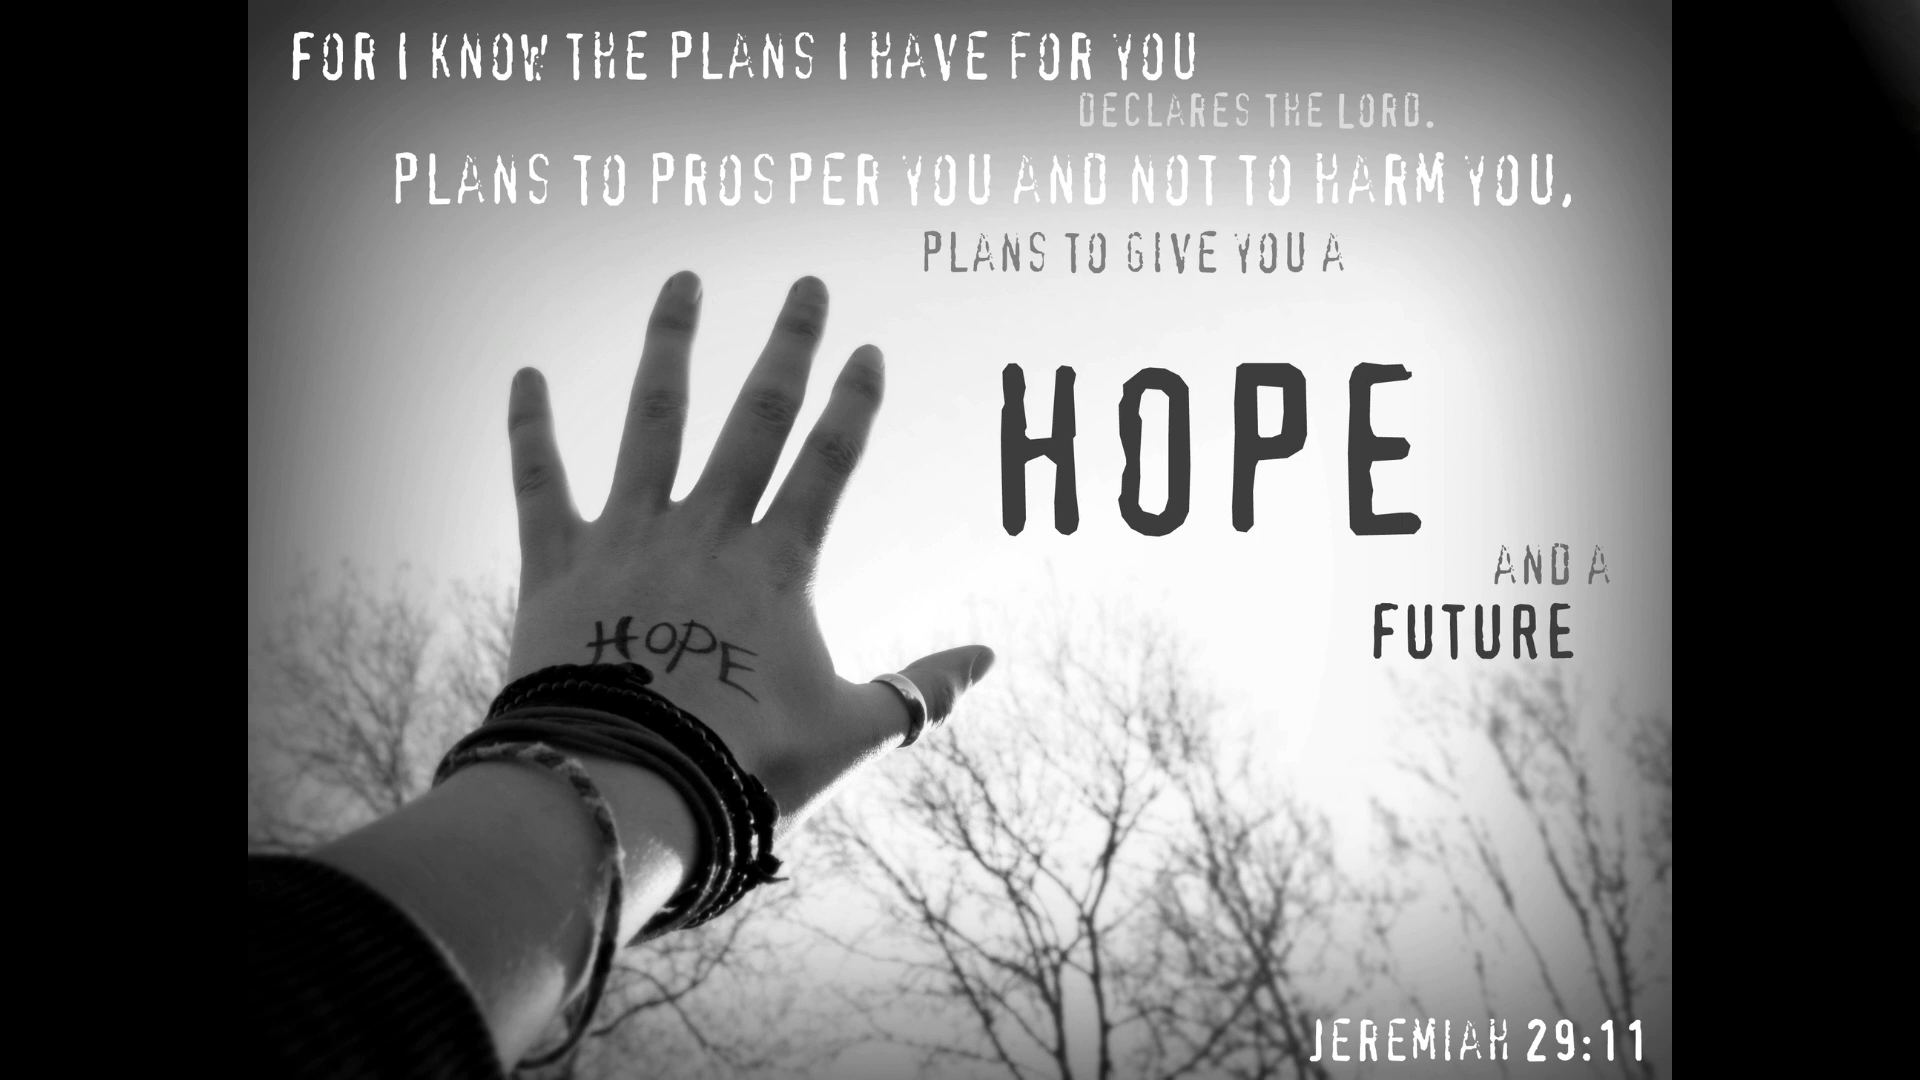 FOR I KNOW THE PLANS I HAVE FOR YOU
DECLARES THE LORD.
PLANS TO PROSPER YOU AND NOT TO HARM YOU,
PLANS TO GIVE YOU A
HOPE
AND A
FUTURE
HOPE
JEREMIAH 29:11